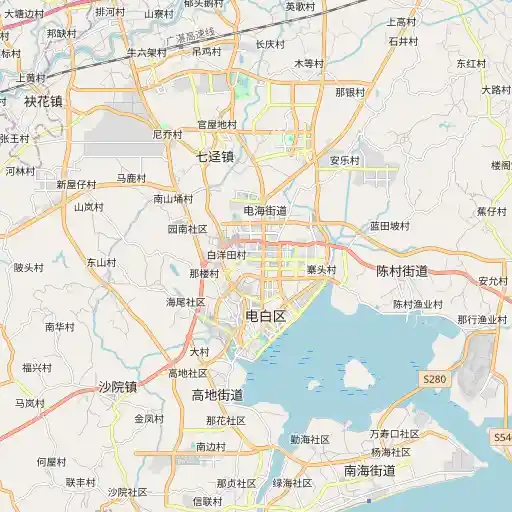 大塘边村
排河村
山寮村
郁头鹅村
英歌村
上高村
邦缺村
湛高速线
长庆村
石井村
标村
牛六架村
吊鸡村
木等村
东红村
上黄村
那银村
大路村
袂花镇
官屋地村
张王村
尼乔村
七迳镇
安乐村
河林村
新屋仔村
马鹿村
楼阁
山岚村
南山埇村
电海街道
蕉仔村
园南社区
蓝田坡村
陂头村
东山村
白洋田村
那楼村
寨头村
陈村街道
安允村
海尾社区
陈村渔业村
南华村
电白区
那行渔业村
大村
福兴村
高地社区
S280
沙院镇
高地街道
马岚村
金凤村
那花社区
万寿口社区
S54
南边村
勤海社区
杨海社区
何屋村
南海街道
联丰村
沙院社区
那贞社区
绿海社区
信联村